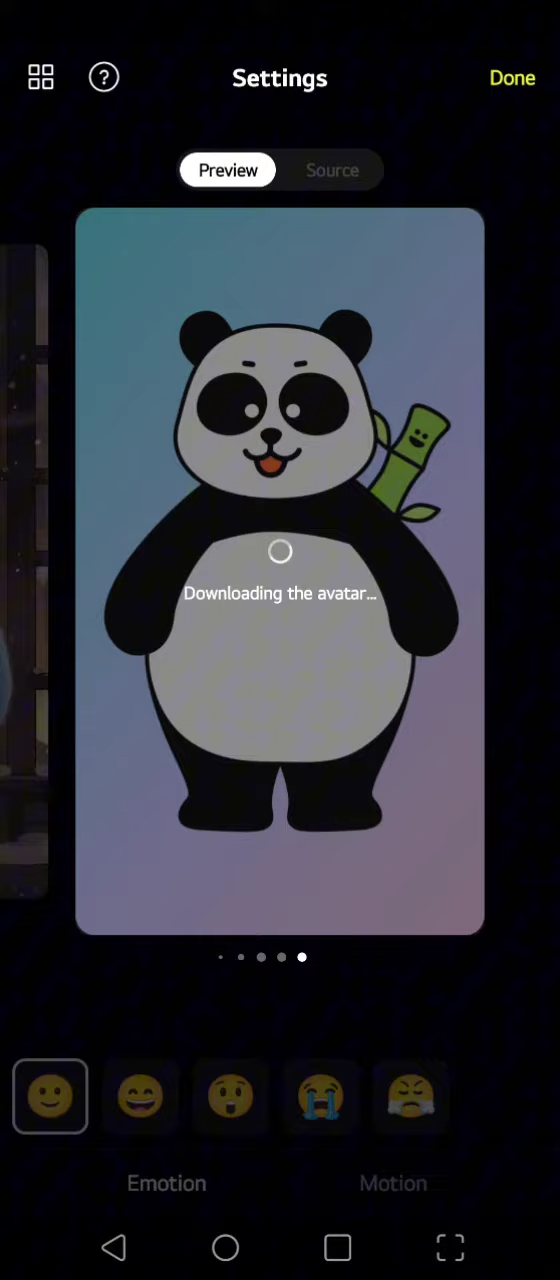 Settings
Done
Preview
Source
Downloading the avatar...
Emotion
Motion